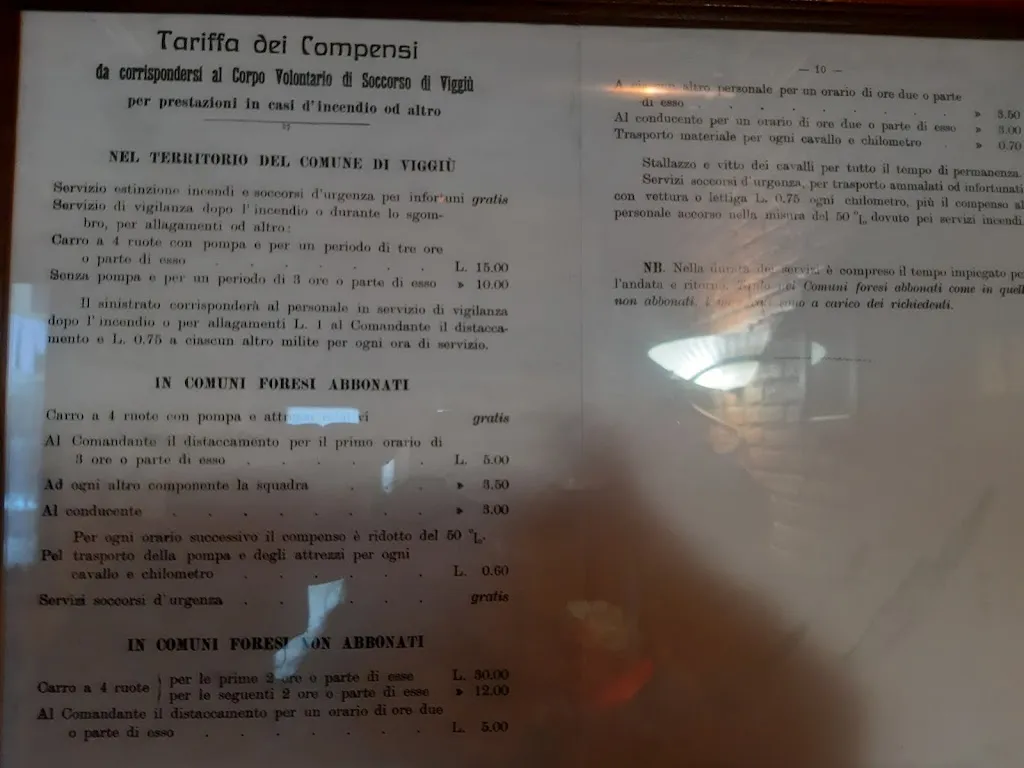 Tariffa dei Compensi
da corrispondersi al Corpo Volontario di Soccorso di Viggiù
per prestazioni in casi d'incendio od altro
NEL TERRITORIO DEL COMUNE DI VIGGIÙ
Servizio estinzione incendi e soccorsi d'urgenza pei infortuni gratis
Servizio di vigilanza dopo l'incendio o durante lo sgom-
bro, per allagamenti od altro:
Carro a 4 ruote con pompa e per un periodo di tre ore
o parte di esso . . . . . . . L. 15.00
Senza pompa e per un periodo di 3 ore o parte di esso » 10.00
Il sinistrato corrisponderà al personale in servizio di vigilanza
dopo l'incendio o per allagamenti L. 1 al Comandante il distacca-
mento e L. 0.75 a ciascun altro milite per ogni ora di servizio.
IN COMUNI FORESI ABBONATI
Carro a 4 ruote con pompa e gratis
Al Comandante il distaccamento per il primo orario di
3 ore o parte di esso . . . . . . L. 5.00
Ad ogni altro componente la squadra . . . » 3.50
Al conducente . . . . . . . . » 3.00
Per ogni orario successivo il compenso è ridotto del 50 %.
Pel trasporto della pompa e degli attrezzi per ogni
cavallo e chilometro . . . . . . L. 0.60
Servizi soccorsi d'urgenza . . . . . . gratis
IN COMUNI FORESI NON ABBONATI
Carro a 4 ruote per le prime 2 ore o parte di esse L. 30.00
per le seguenti 2 ore o parte di esse » 12.00
Al Comandante il distaccamento per un orario di ore due
o parte di esso . . . . . . . L. 5.00
— 10 —
A altro personale per un orario di ore due o parte
di esso . . . . . . . . » 3.50
Al conducente per un orario di ore due o parte di esso » 3.00
Trasporto materiale per ogni cavallo e chilometro . » 0.70
Stallazzo e vitto dei cavalli per tutto il tempo di permanenza.
Servizi soccorsi d'urgenza, per trasporto ammalati od infortunati
con vettura o lettiga L. 0.75 ogni chilometro, più il compenso al
personale accorso nella misura del 50 % dovuto pei servizi incendi.
NB. Nella durata dei servizi è compreso il tempo impiegato pe
l'andata e ritorno. Comuni foresi abbonati come in quell
non abbonati, a carico dei richiedenti.